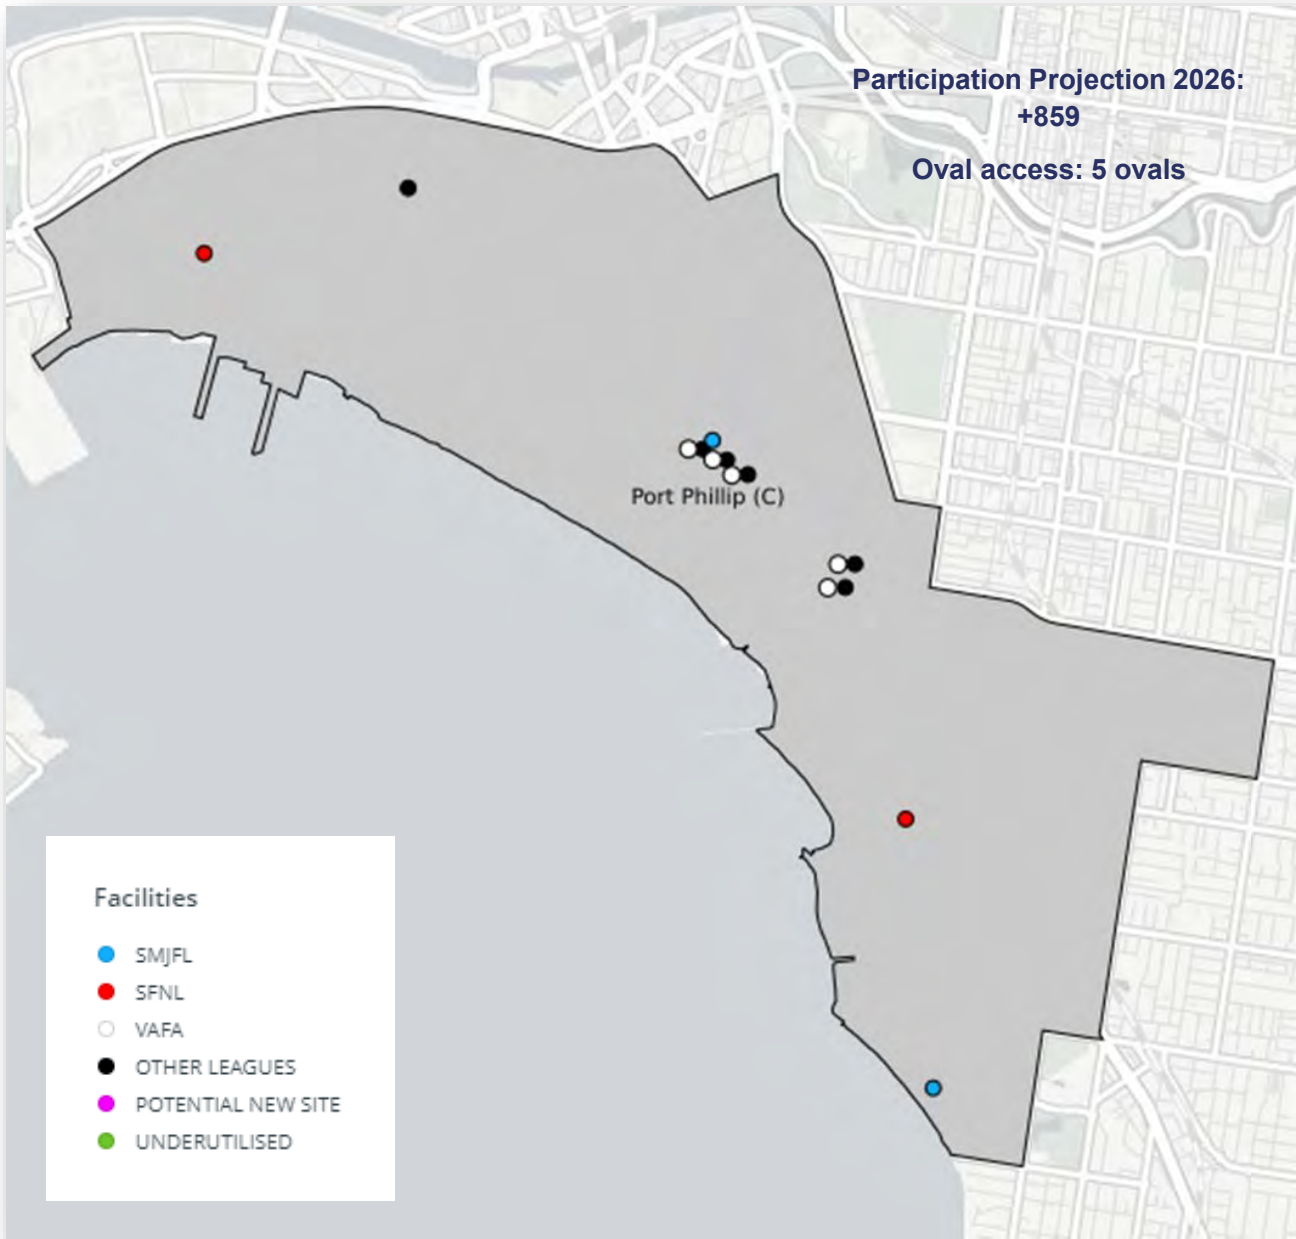 Participation Projection 2026:
+859
Oval access: 5 ovals
Port Phillip (C)
Facilities
SMJFL
SFNL
VAFA
OTHER LEAGUES
POTENTIAL NEW SITE
UNDERUTILISED